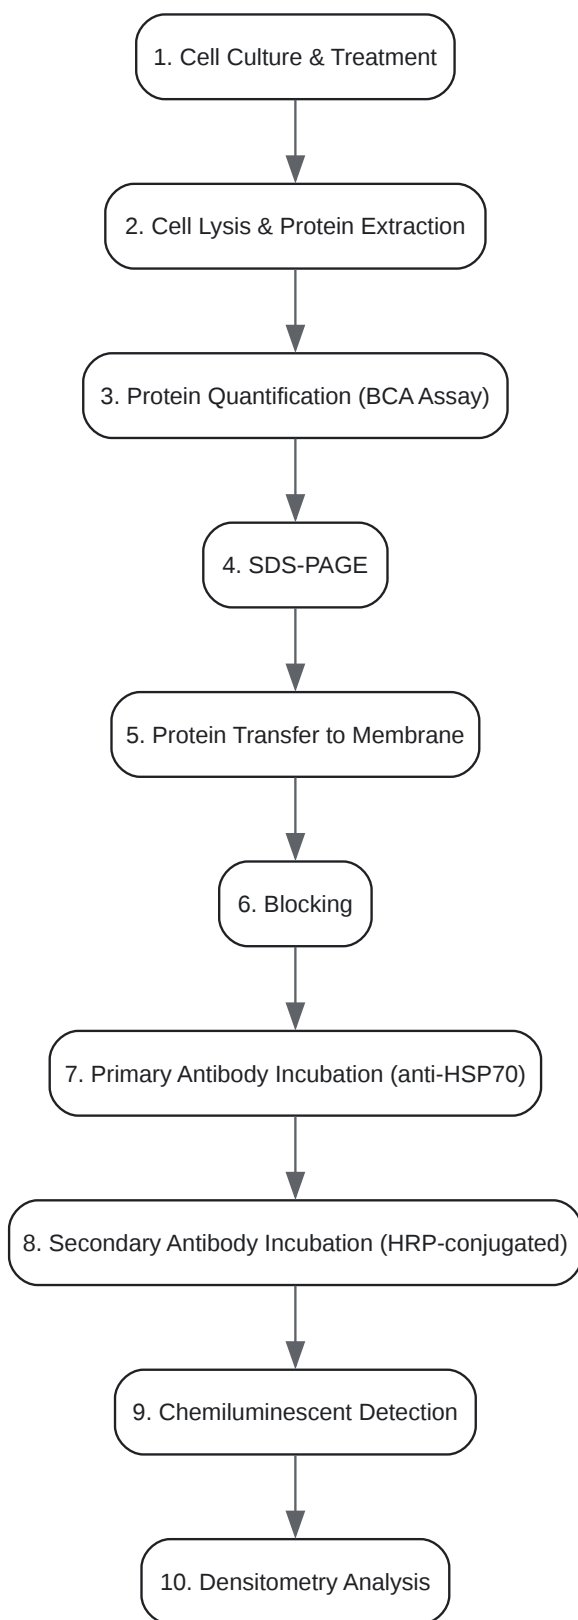 1. Cell Culture & Treatment
2. Cell Lysis & Protein Extraction
3. Protein Quantification (BCA Assay)
4. SDS-PAGE
5. Protein Transfer to Membrane
6. Blocking
7. Primary Antibody Incubation (anti-HSP70)
8. Secondary Antibody Incubation (HRP-conjugated)
9. Chemiluminescent Detection
10. Densitometry Analysis